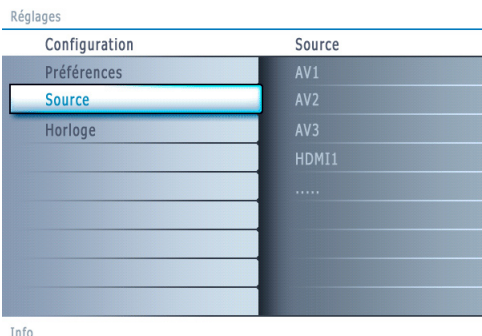 Réglages
Configuration Source
Préférences AV1
Source AV2
Horloge AV3
HDMI1
.....
Info